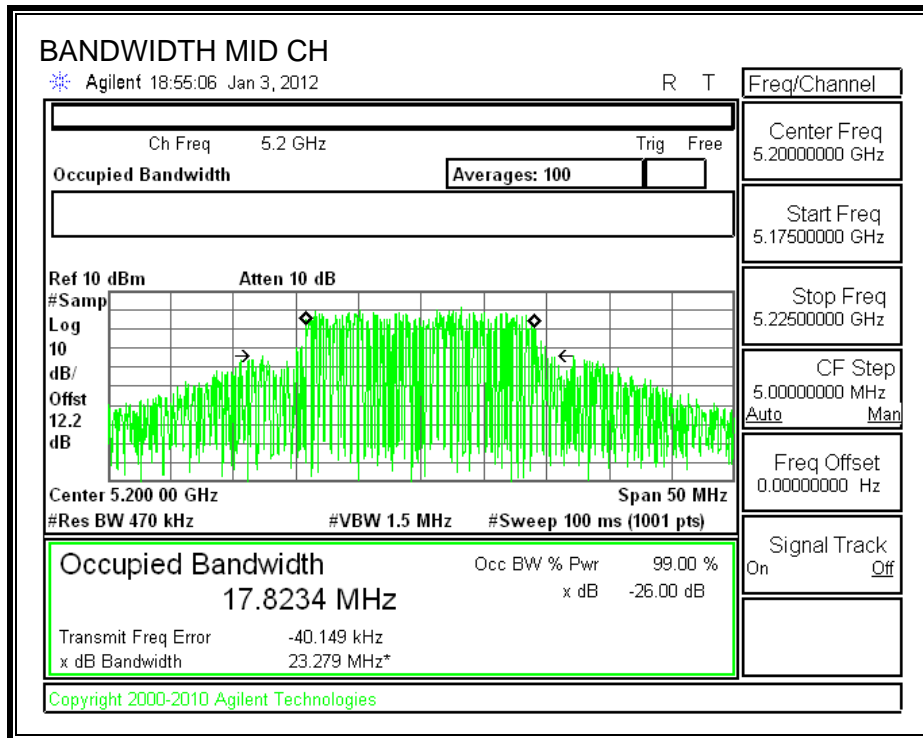 BANDWIDTH MID CH
Agilent 18:55:06 Jan 3, 2012 R T
Ch Freq 5.2 GHz Trig Free
Occupied Bandwidth Averages: 100
Ref 10 dBm Atten 10 dB
#Samp
Log
10
dB/
Offst
12.2
dB
Center 5.200 00 GHz Span 50 MHz
#Res BW 470 kHz #VBW 1.5 MHz #Sweep 100 ms (1001 pts)
Occupied Bandwidth Occ BW % Pwr 99.00 %
17.8234 MHz x dB -26.00 dB
Transmit Freq Error -40.149 kHz
x dB Bandwidth 23.279 MHz*
Copyright 2000-2010 Agilent Technologies
Freq/Channel
Center Freq
5.20000000 GHz
Start Freq
5.17500000 GHz
Stop Freq
5.22500000 GHz
CF Step
5.00000000 MHz
Auto Man
Freq Offset
0.00000000 Hz
Signal Track
On Off